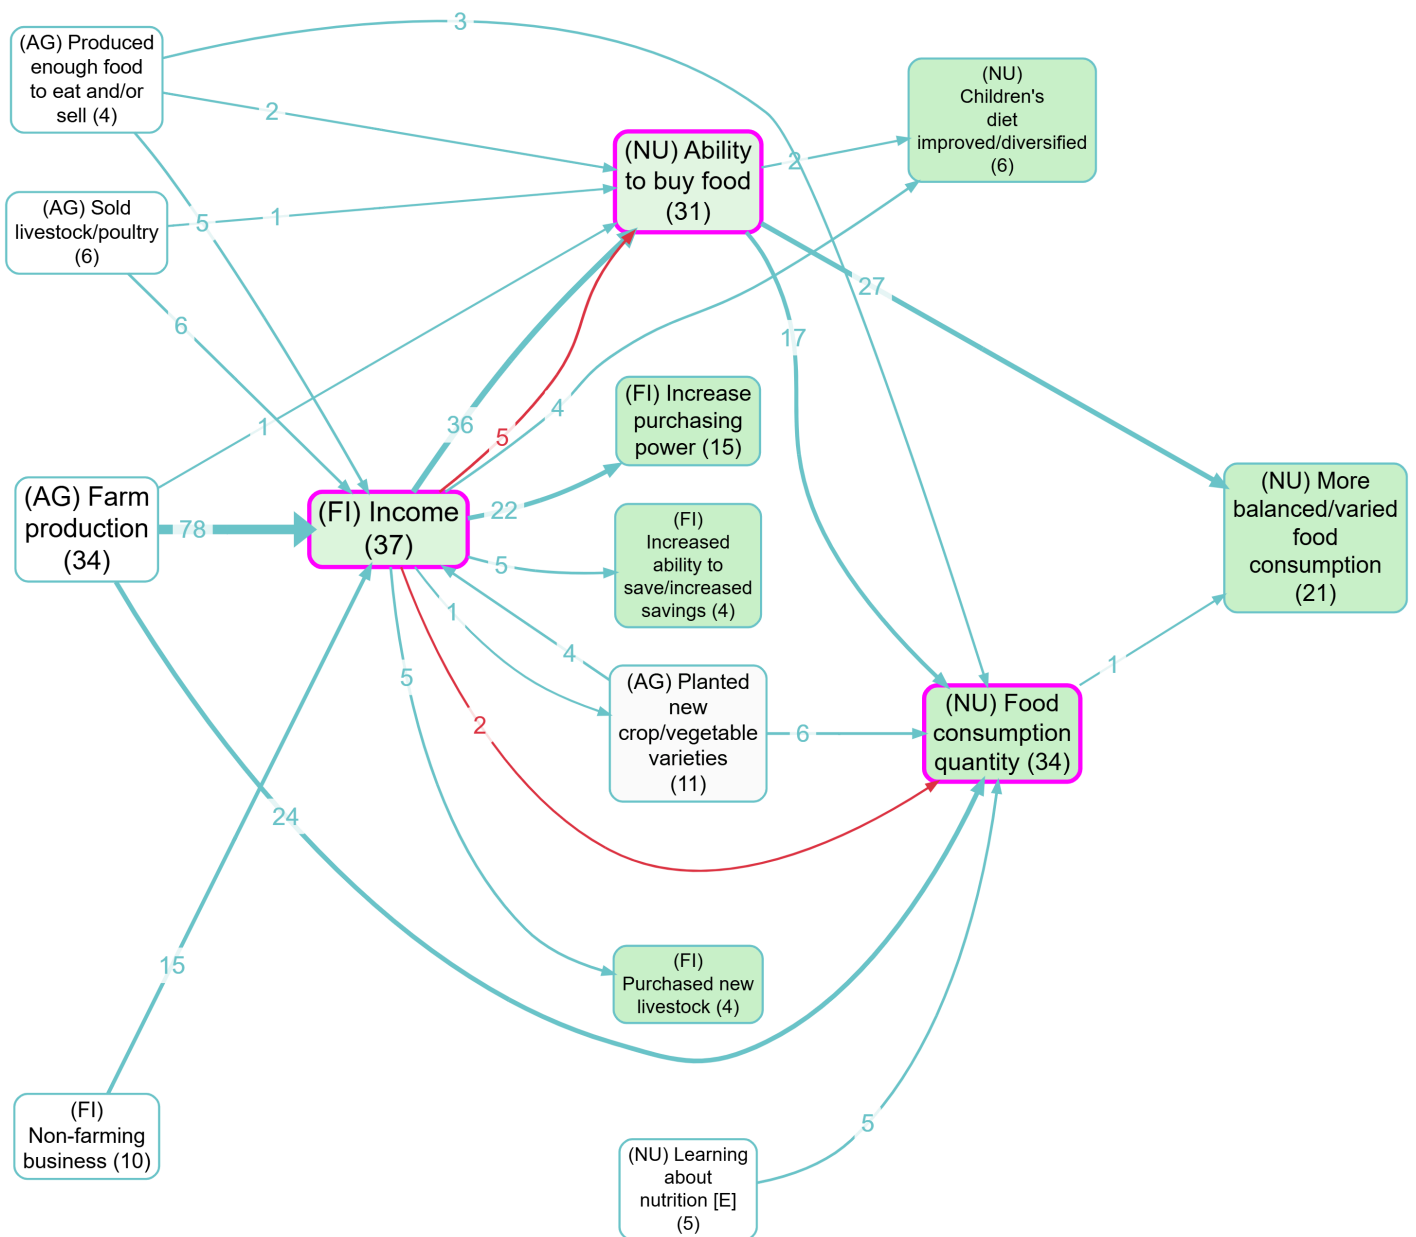 3
(AG) Produced
enough food
to eat and/or
sell (4)
(NU)
Children's
diet
improved/diversified
(6)
2
(NU) Ability
to buy food
(31)
2
(AG) Sold
livestock/poultry
(6)
1
5
27
6
17
(FI) Increase
purchasing
power (15)
4
36
5
1
(NU) More
balanced/varied
food
consumption
(21)
(AG) Farm
production
(34)
78
(FI) Income
(37)
22
(FI)
Increased
ability to
save/increased
savings (4)
5
1
4
5
(AG) Planted
new
crop/vegetable
varieties
(11)
1
2
6
(NU) Food
consumption
quantity (34)
24
15
(FI)
Purchased new
livestock (4)
(FI)
Non-farming
business (10)
5
(NU) Learning
about
nutrition [E]
(5)